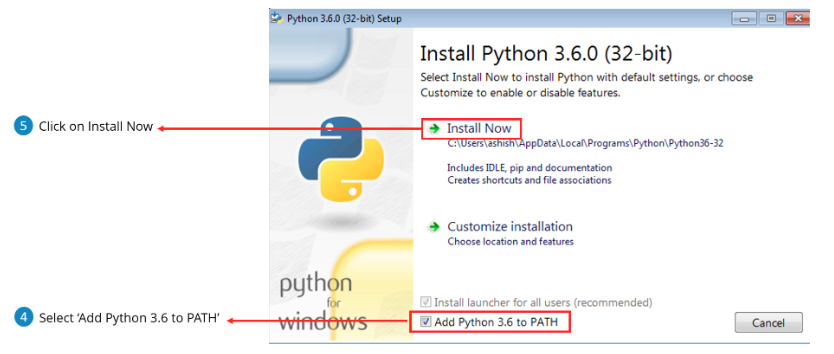 Python 3.6.0 (32-bit) Setup
Install Python 3.6.0 (32-bit)
Select Install Now to install Python with default settings, or choose
Customize to enable or disable features.
5 Click on Install Now
Install Now
C:\Users\ashish\AppData\Local\Programs\Python\Python36-32
Includes IDLE, pip and documentation
Creates shortcuts and file associations
Customize installation
Choose location and features
python
for
windows
Install launcher for all users (recommended)
4 Select ‘Add Python 3.6 to PATH’
Add Python 3.6 to PATH
Cancel